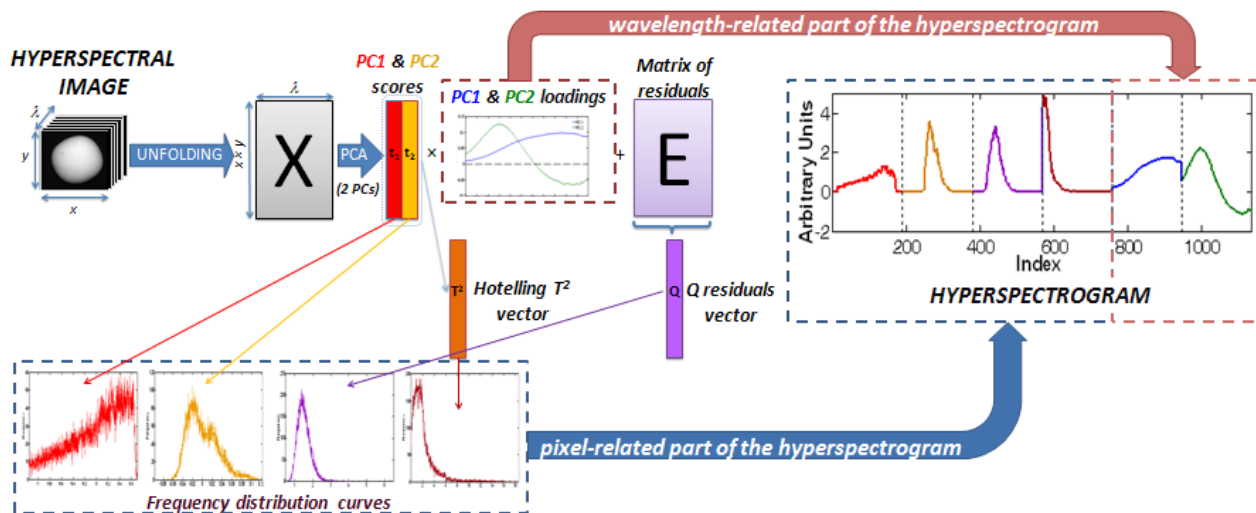 wavelength-related part of the hyperspectrogram
HYPERSPECTRAL
IMAGE
λ
y
x
UNFOLDING
λ
x×y
X
PCA
(2 PCs)
PC1 & PC2
scores
t1
t2
×
PC1 & PC2 loadings
+
Matrix of
residuals
E
T²
Hotelling T²
vector
Q
Q residuals
vector
Arbitrary Units
4
2
0
-2
200
400
600
800
1000
Index
HYPERSPECTROGRAM
pixel-related part of the hyperspectrogram
Frequency distribution curves